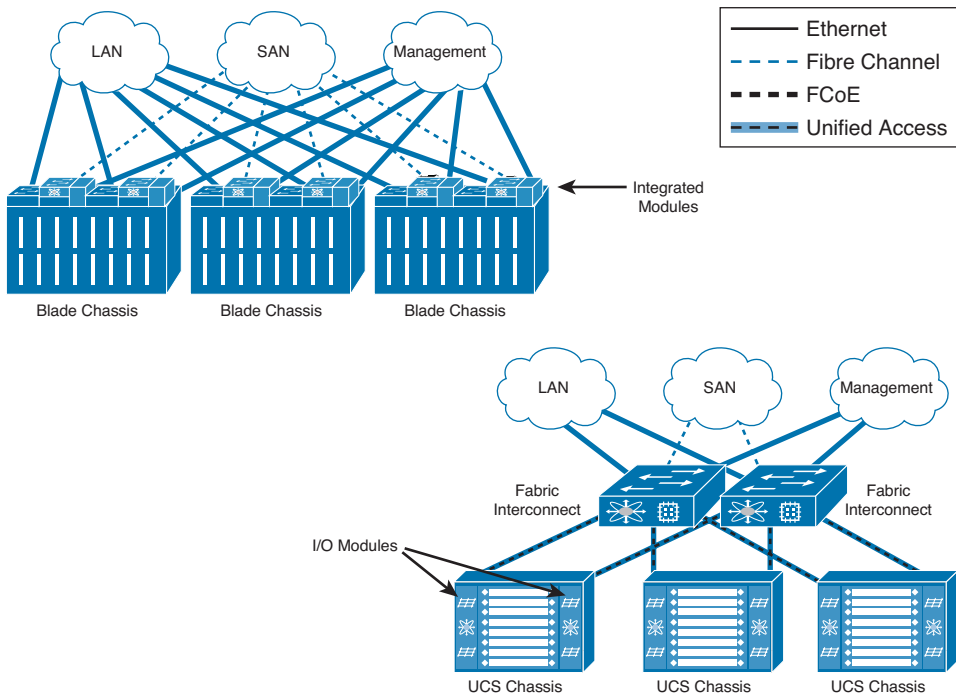 LAN
SAN
Management
Ethernet
Fibre Channel
FCoE
Unified Access
Integrated
Modules
Blade Chassis
Blade Chassis
Blade Chassis
LAN
SAN
Management
Fabric
Interconnect
Fabric
Interconnect
I/O Modules
UCS Chassis
UCS Chassis
UCS Chassis